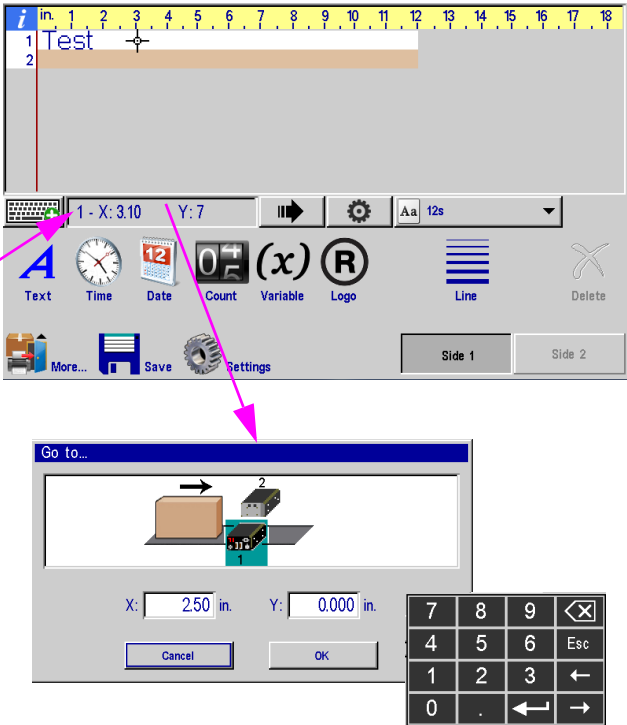 i in. 1 2 3 4 5 6 7 8 9 10 11 12 13 14 15 16 17 18
1 Test
2
1 - X: 3.10 Y: 7 Aa 12s
12 04 5 (x) R
A
Text Time Date Count Variable Logo Line Delete
More... Save Settings Side 1 Side 2
Go to...
2
1
X: 2.50 in. Y: 0.000 in.
Cancel OK
7 8 9
4 5 6 Esc
1 2 3 ←
0 . →